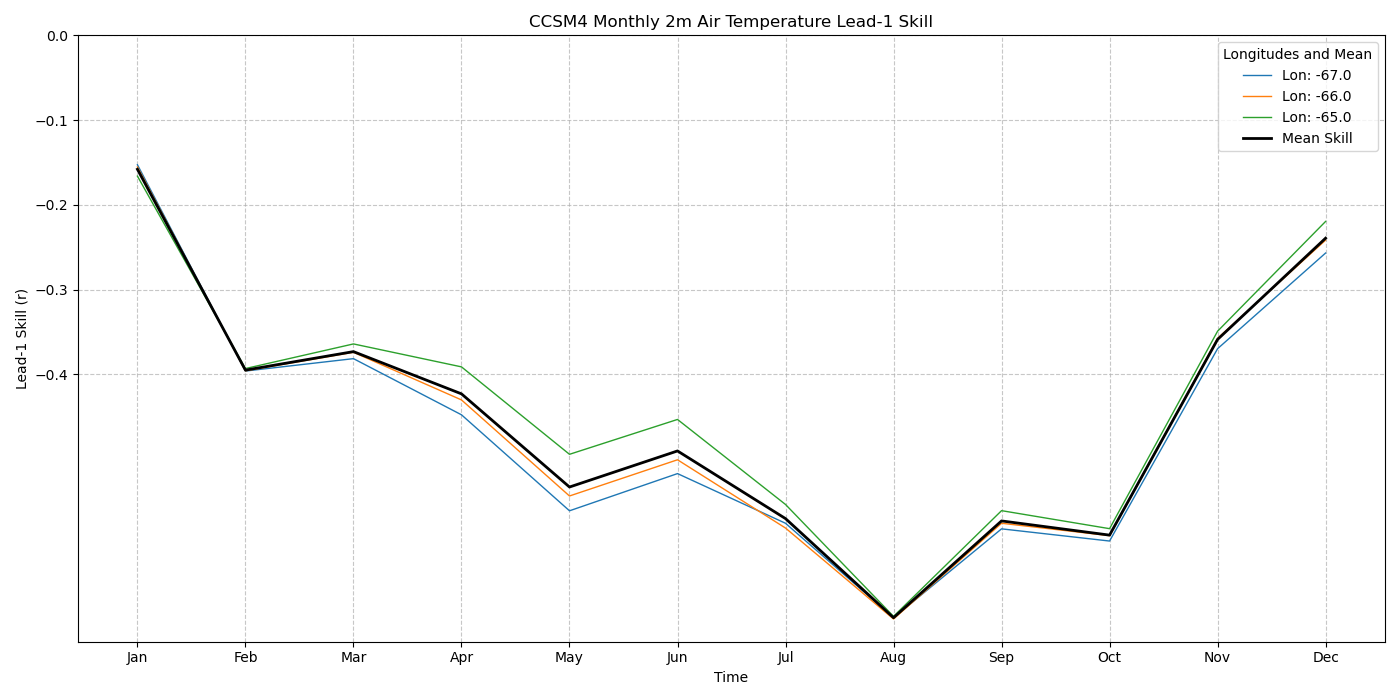 CCSM4 Monthly 2m Air Temperature Lead-1 Skill
Longitudes and Mean
Lon: -67.0
Lon: -66.0
Lon: -65.0
Mean Skill
0.0
−0.1
−0.2
−0.3
−0.4
Lead-1 Skill (r)
Jan Feb Mar Apr May Jun Jul Aug Sep Oct Nov Dec
Time